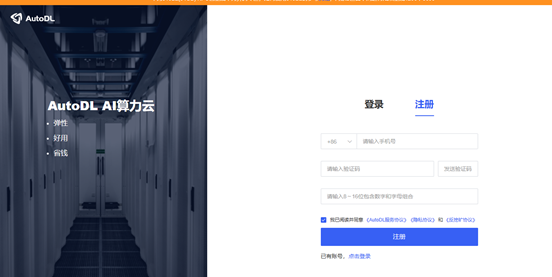 AutoDL
AutoDL AI算力云
弹性
好用
省钱
登录 注册
+86 请输入手机号
请输入验证码 发送验证码
请输入8-16位包含数字和字母组合
我已阅读并同意《AutoDL服务协议》《隐私协议》和《反挖矿协议》
注册
已有账号，点击登录